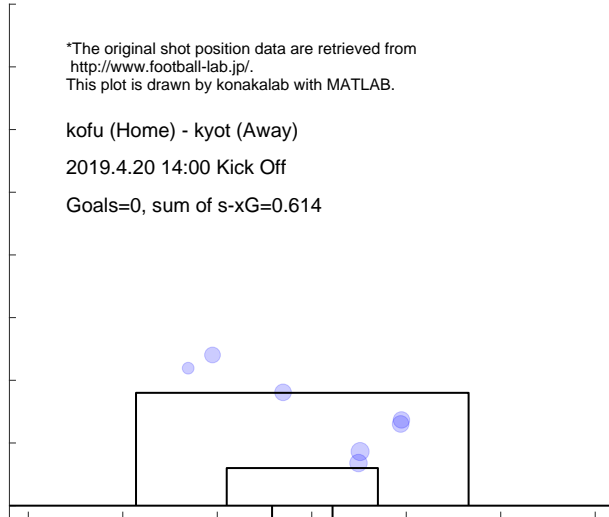 *The original shot position data are retrieved from
http://www.football-lab.jp/.
This plot is drawn by konakalab with MATLAB.
kofu (Home) - kyot (Away)
2019.4.20 14:00 Kick Off
Goals=0, sum of s-xG=0.614